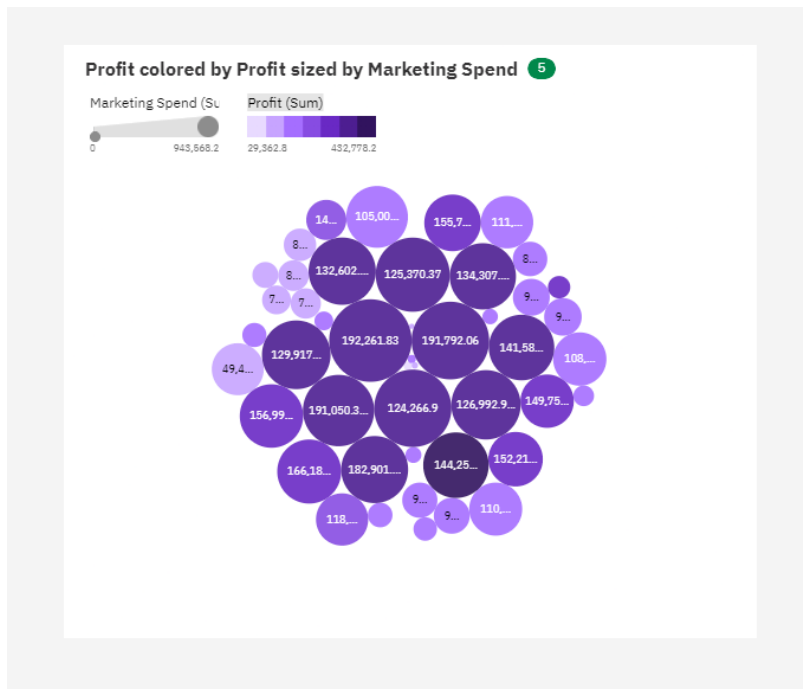 Profit colored by Profit sized by Marketing Spend 5
Marketing Spend (Su Profit (Sum)
0 943,568.2 29,362.8 432,778.2
14... 105,00... 155,7... 111,...
8... 8...
132,602.... 125,370.37 134,307....
8...
7... 7... 9...
9...
192,261.83 191,792.06 141,58...
129,917... 108,...
49,4...
156,99... 191,050.3... 124,266.9 126,992.9... 149,75...
166,18... 182,901.... 144,25... 152,21...
118,... 9... 9... 110,...